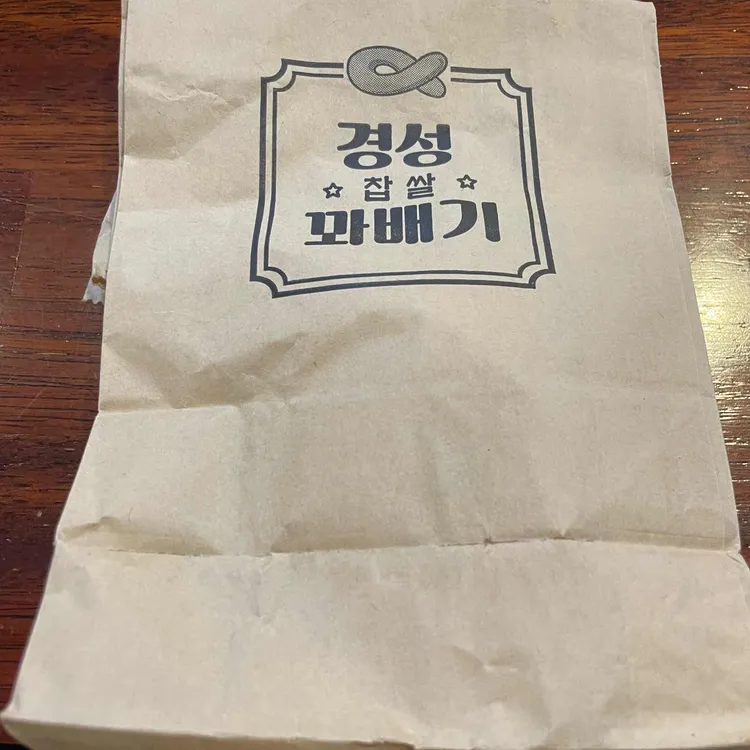 경성
☆ 찹쌀 ☆
꽈배기